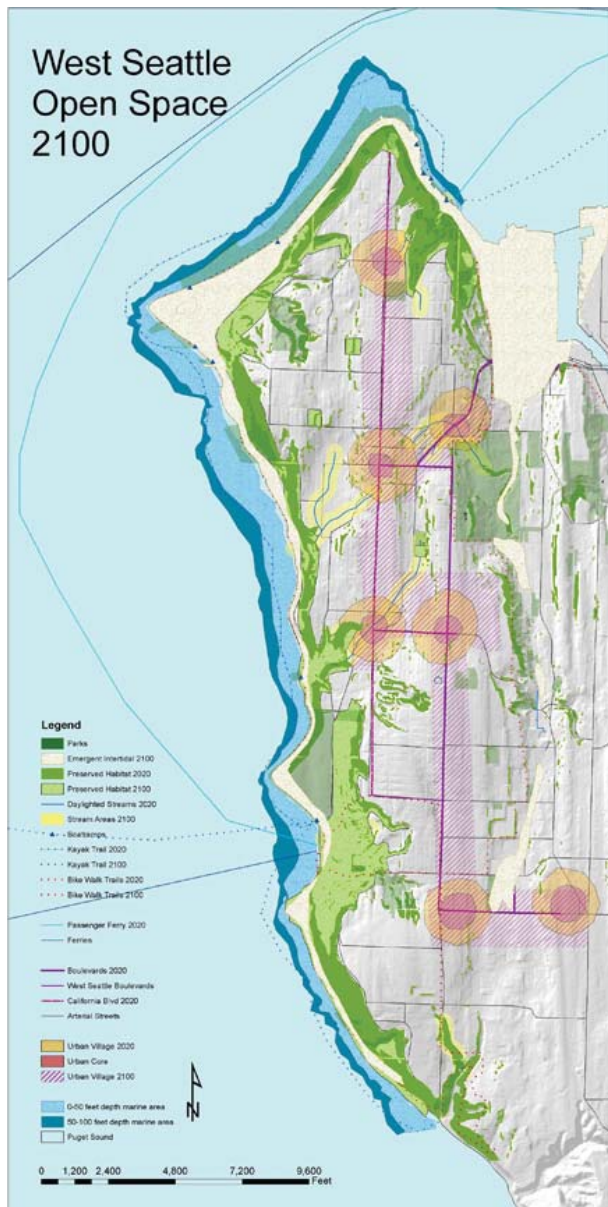 West Seattle
Open Space
2100
Legend
Parks
Emergent Intertidal 2100
Preserved Habitat 2020
Preserved Habitat 2100
Daylighted Streams 2020
Stream Areas 2100
Boatramps
Kayak Trail 2020
Kayak Trail 2100
Bike Walk Trails 2020
Bike Walk Trails 2100
Passenger Ferry 2020
Ferries
Boulevards 2020
West Seattle Boulevards
California Blvd 2020
Arterial Streets
Urban Village 2020
Urban Core
Urban Village 2100
N
0-50 feet depth marine area
50-100 feet depth marine area
Puget Sound
0 1,200 2,400 4,800 7,200 9,600
Feet